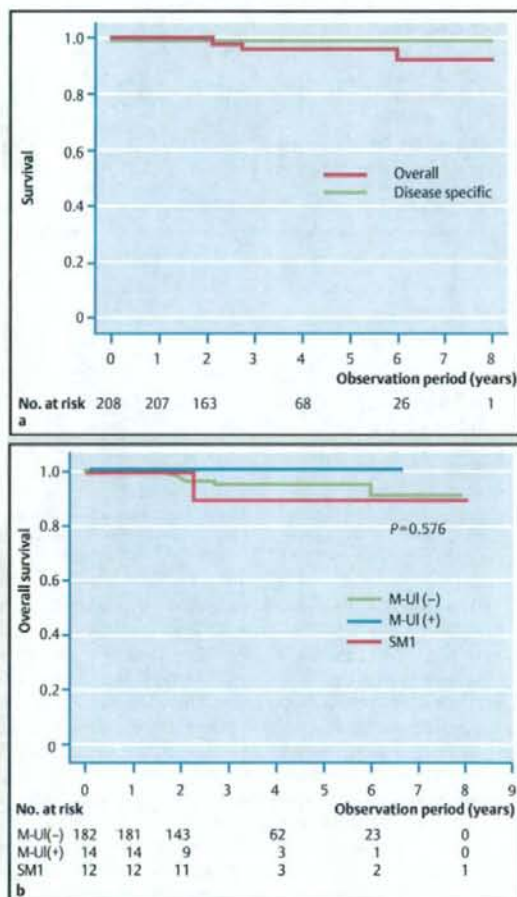 1.0
0.8
0.6
0.4
0.2
0
Survival
Overall
Disease specific
0 1 2 3 4 5 6 7 8
Observation period (years)
No. at risk 208 207 163 68 26 1
a
1.0
0.8
0.6
0.4
0.2
0
Overall survival
P=0.576
M-Ul (–)
M-Ul (+)
SM1
0 1 2 3 4 5 6 7 8 9
No. at risk Observation period (years)
M-Ul(–) 182 181 143 62 23 0
M-Ul(+) 14 14 9 3 1 0
SM1 12 12 11 3 2 1
b